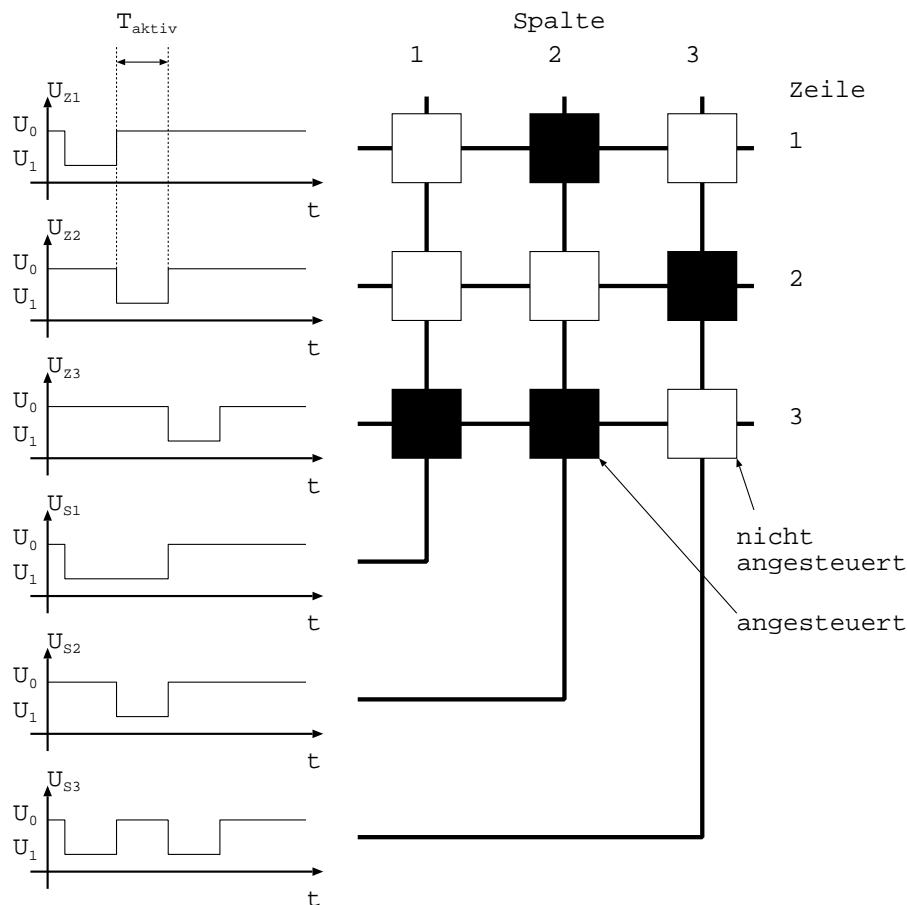 T_aktiv
Spalte
1 2 3
Zeile
U_Z1
U_0
U_1
t
1
U_Z2
U_0
U_1
t
2
U_Z3
U_0
U_1
t
3
U_S1
U_0
U_1
t
nicht
angesteuert
angesteuert
U_S2
U_0
U_1
t
U_S3
U_0
U_1
t